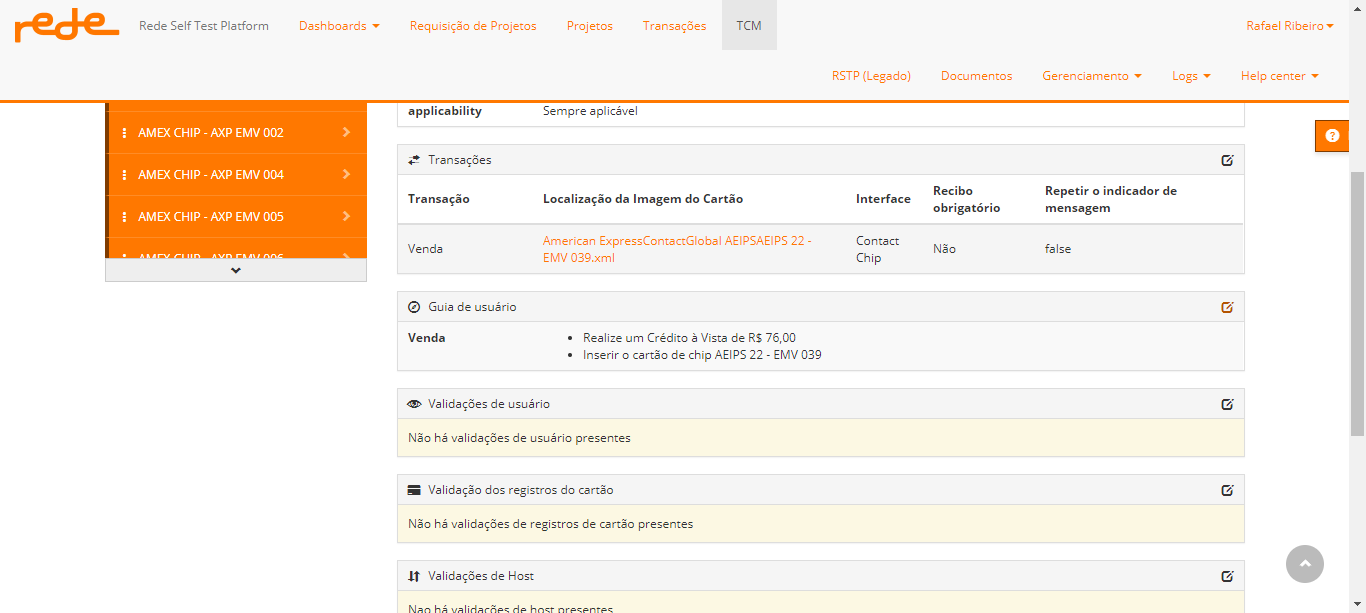 rede
Rede Self Test Platform
Dashboards
Requisição de Projetos
Projetos
Transações
TCM
Rafael Ribeiro
RSTP (Legado)
Documentos
Gerenciamento
Logs
Help center
AMEX CHIP - AXP EMV 002
AMEX CHIP - AXP EMV 004
AMEX CHIP - AXP EMV 005
AMEX CHIP - AXP EMV 006
applicability
Sempre aplicável
Transações
Transação
Localização da Imagem do Cartão
Interface
Recibo
obrigatório
Repetir o indicador de
mensagem
Venda
American ExpressContactGlobal AEIPSAEIPS 22 -
EMV 039.xml
Contact
Chip
Não
false
Guia de usuário
Venda
Realize um Crédito à Vista de R$ 76,00
Inserir o cartão de chip AEIPS 22 - EMV 039
Validações de usuário
Não há validações de usuário presentes
Validação dos registros do cartão
Não há validações de registros de cartão presentes
Validações de Host
Nao há validações de host presentes